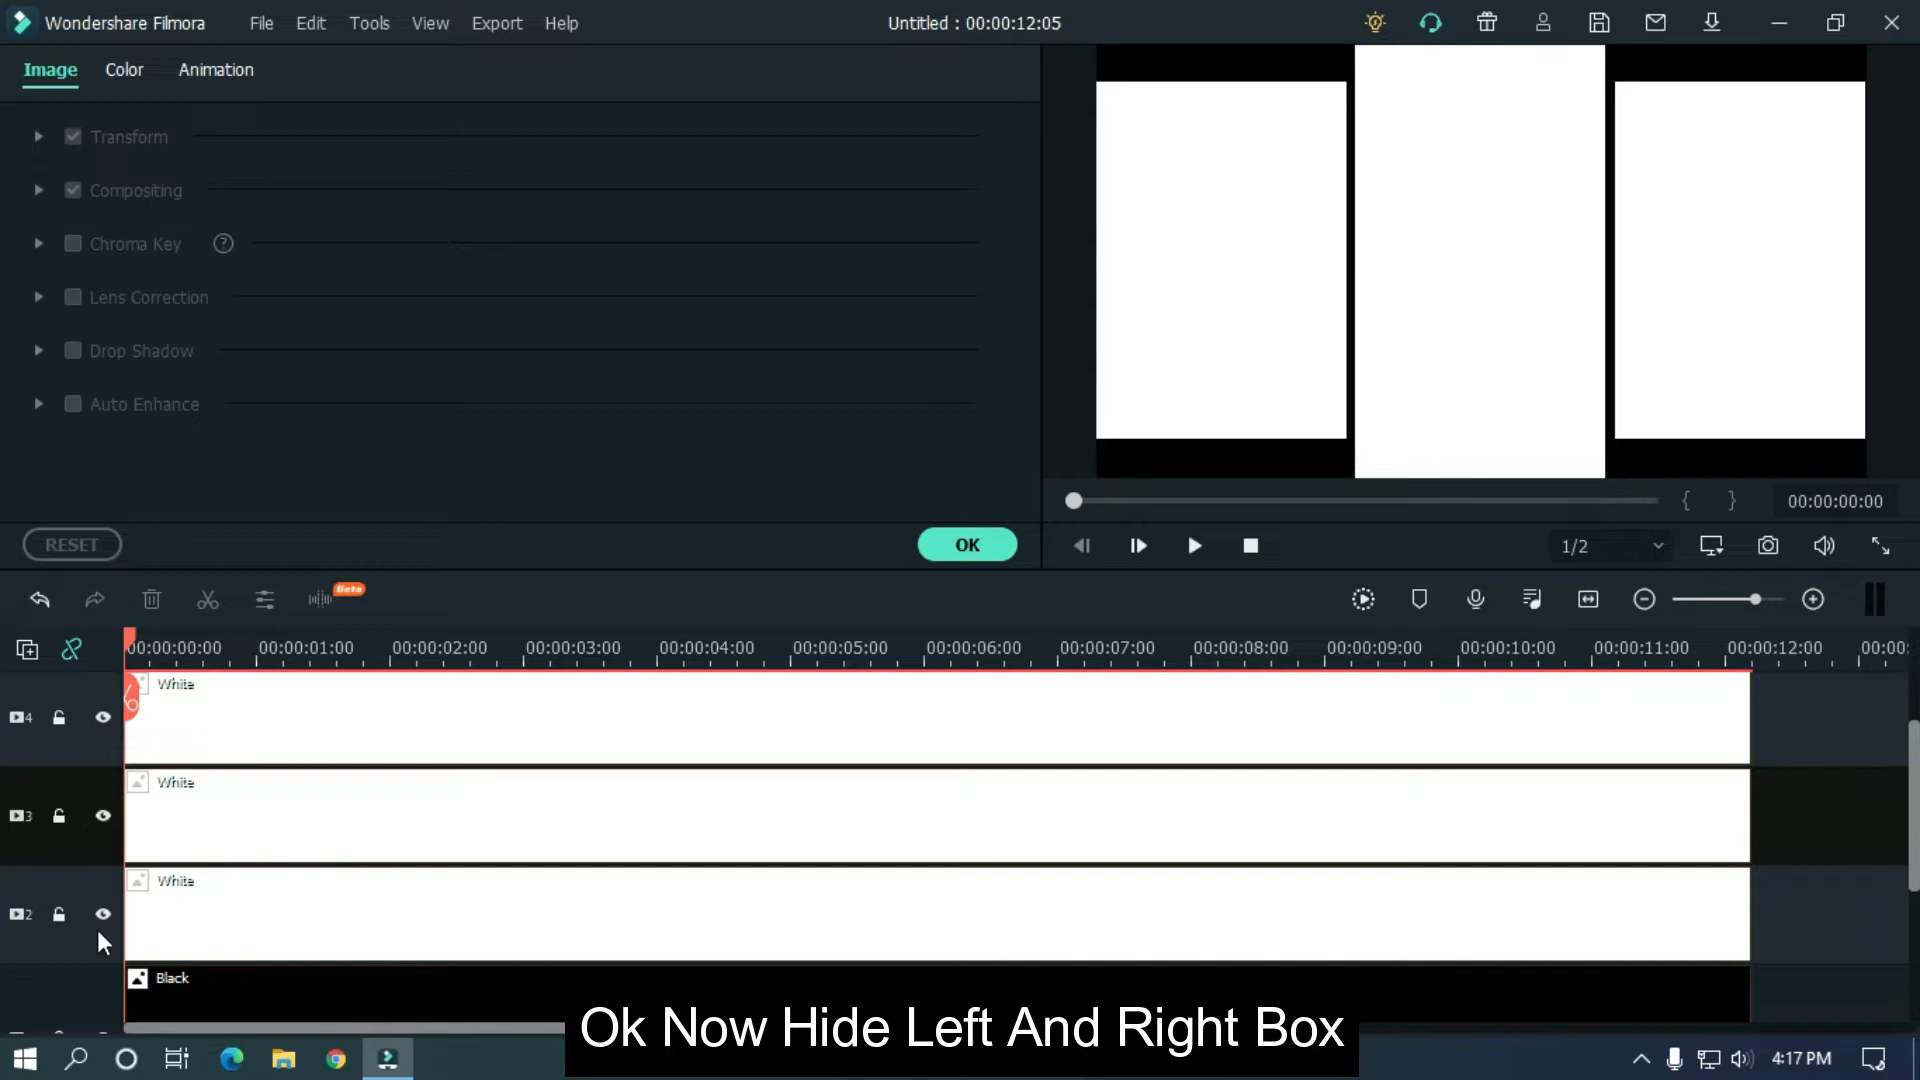 Wondershare Filmora File Edit Tools View Export Help Untitled : 00:00:12:05
Image Color Animation
Transform
Compositing
Chroma Key ?
Lens Correction
Drop Shadow
Auto Enhance
{ } 00:00:00:00
RESET OK 1/2
Beta
00:00:00:00 00:00:01:00 00:00:02:00 00:00:03:00 00:00:04:00 00:00:05:00 00:00:06:00 00:00:07:00 00:00:08:00 00:00:09:00 00:00:10:00 00:00:11:00 00:00:12:00 00:00:
White
4
White
3
White
2
Black
Ok Now Hide Left And Right Box
4:17 PM